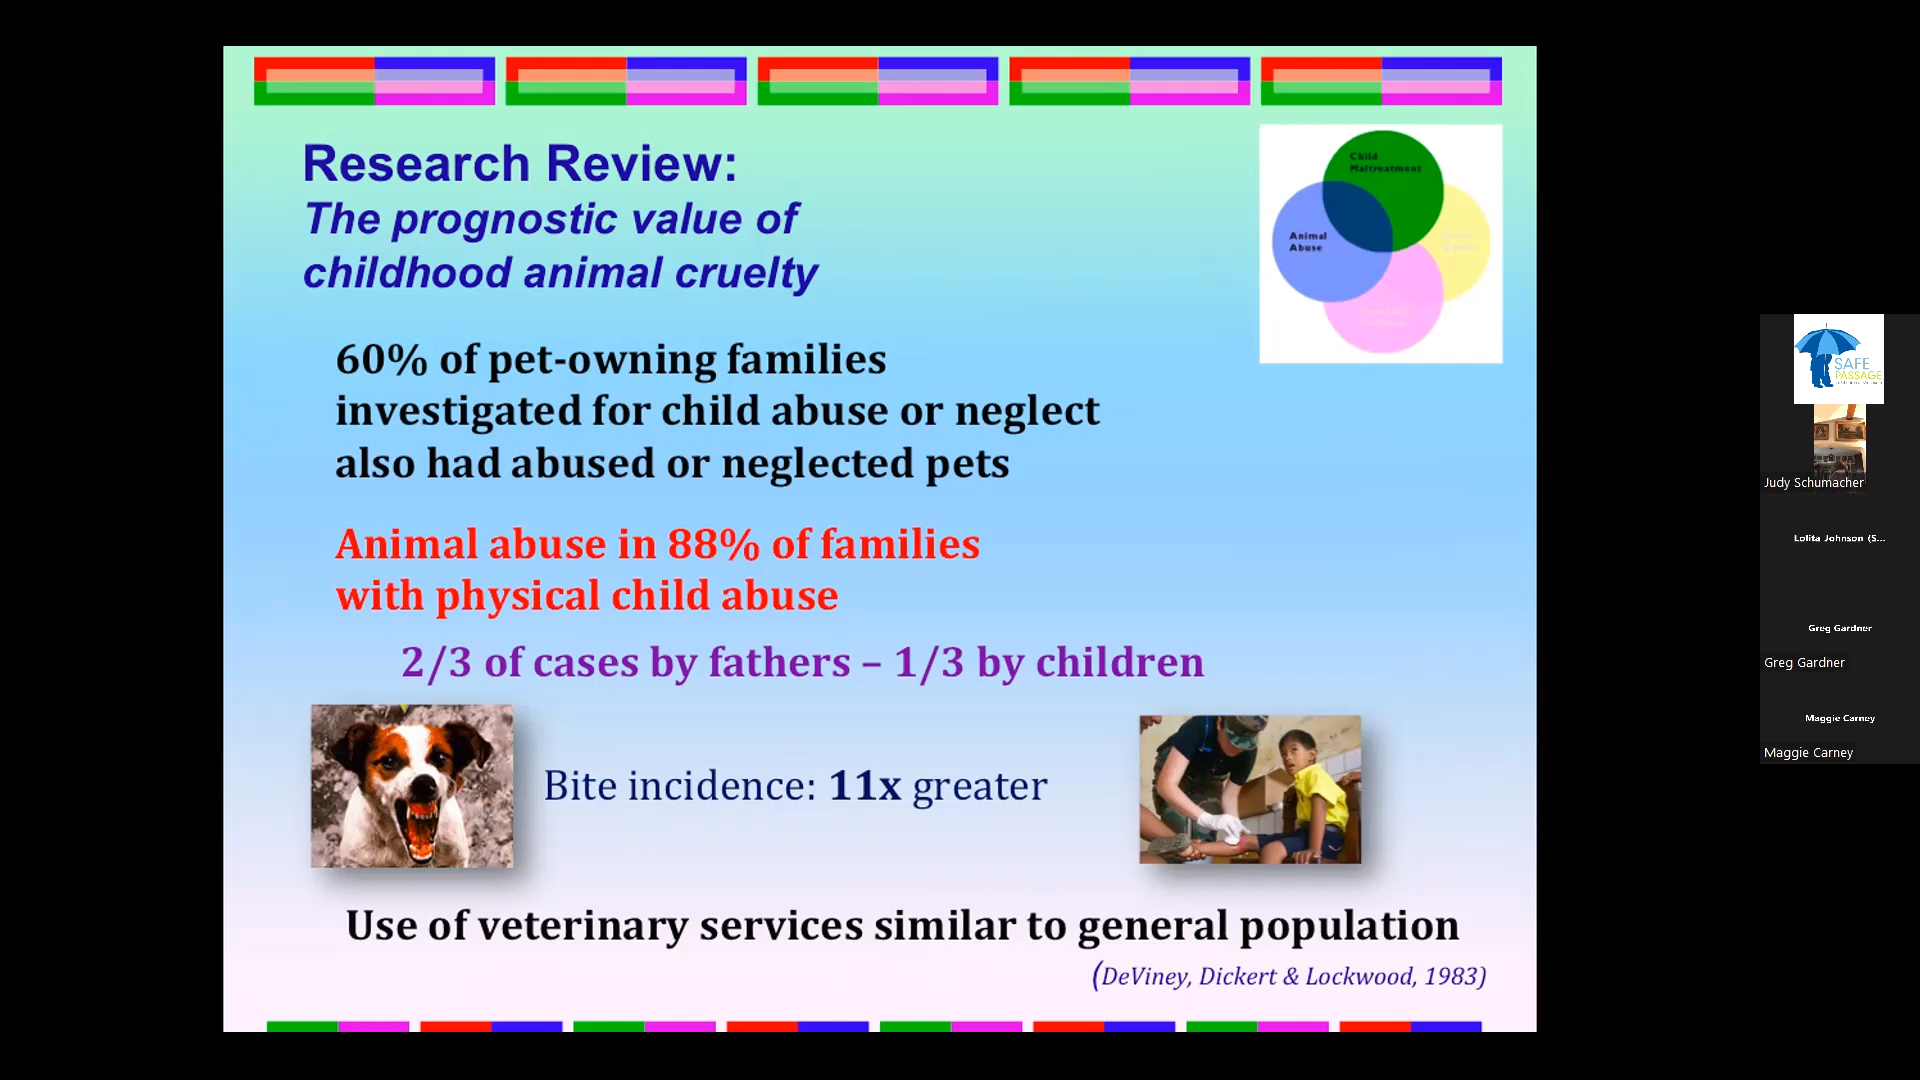 Research Review:
The prognostic value of
childhood animal cruelty
Child
Maltreatment
Animal
Abuse
60% of pet-owning families
investigated for child abuse or neglect
also had abused or neglected pets
Animal abuse in 88% of families
with physical child abuse
2/3 of cases by fathers – 1/3 by children
Bite incidence: 11x greater
Use of veterinary services similar to general population
(DeViney, Dickert & Lockwood, 1983)
SAFE
PASSAGE
Judy Schumacher
Lolita Johnson (S...
Greg Gardner
Greg Gardner
Maggie Carney
Maggie Carney